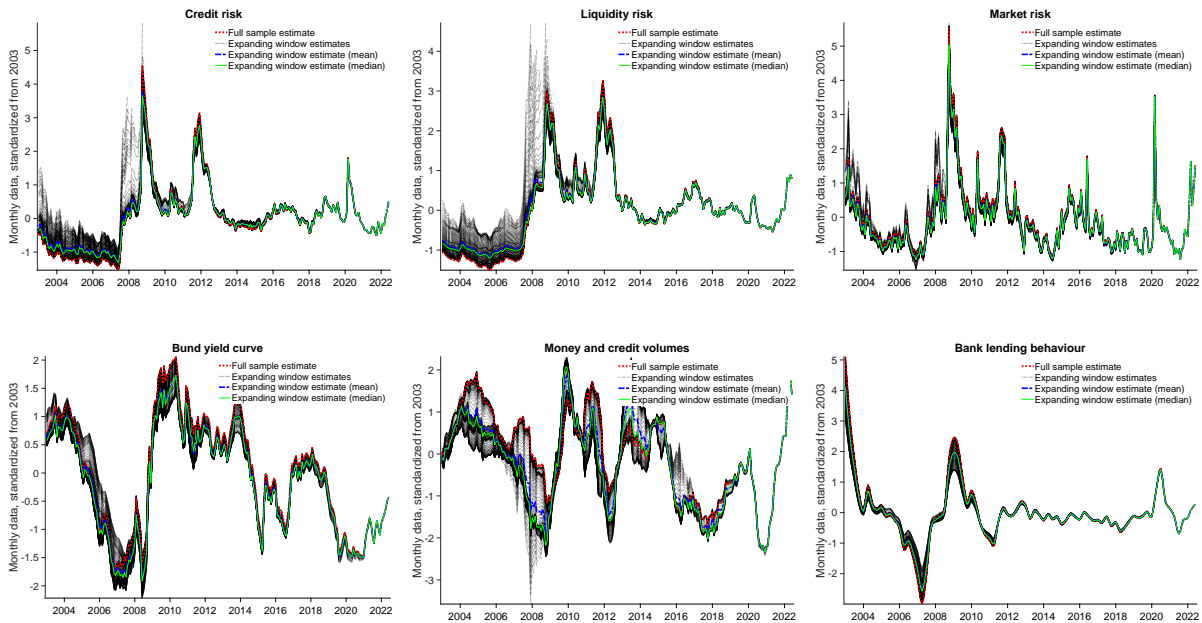 Credit risk
Monthly data, standardized from 2003
5
4
3
2
1
0
-1
Full sample estimate
Expanding window estimates
Expanding window estimate (mean)
Expanding window estimate (median)
2004 2006 2008 2010 2012 2014 2016 2018 2020 2022
Liquidity risk
Monthly data, standardized from 2003
4
3
2
1
0
-1
Full sample estimate
Expanding window estimates
Expanding window estimate (mean)
Expanding window estimate (median)
2004 2006 2008 2010 2012 2014 2016 2018 2020 2022
Market risk
Monthly data, standardized from 2003
5
4
3
2
1
0
-1
Full sample estimate
Expanding window estimates
Expanding window estimate (mean)
Expanding window estimate (median)
2004 2006 2008 2010 2012 2014 2016 2018 2020 2022
Bund yield curve
Monthly data, standardized from 2003
2
1.5
1
0.5
0
-0.5
-1
-1.5
-2
Full sample estimate
Expanding window estimates
Expanding window estimate (mean)
Expanding window estimate (median)
2004 2006 2008 2010 2012 2014 2016 2018 2020 2022
Money and credit volumes
Monthly data, standardized from 2003
2
1
0
-1
-2
-3
Full sample estimate
Expanding window estimates
Expanding window estimate (mean)
Expanding window estimate (median)
2004 2006 2008 2010 2012 2014 2016 2018 2020 2022
Bank lending behaviour
Monthly data, standardized from 2003
5
4
3
2
1
0
-1
-2
Full sample estimate
Expanding window estimates
Expanding window estimate (mean)
Expanding window estimate (median)
2004 2006 2008 2010 2012 2014 2016 2018 2020 2022